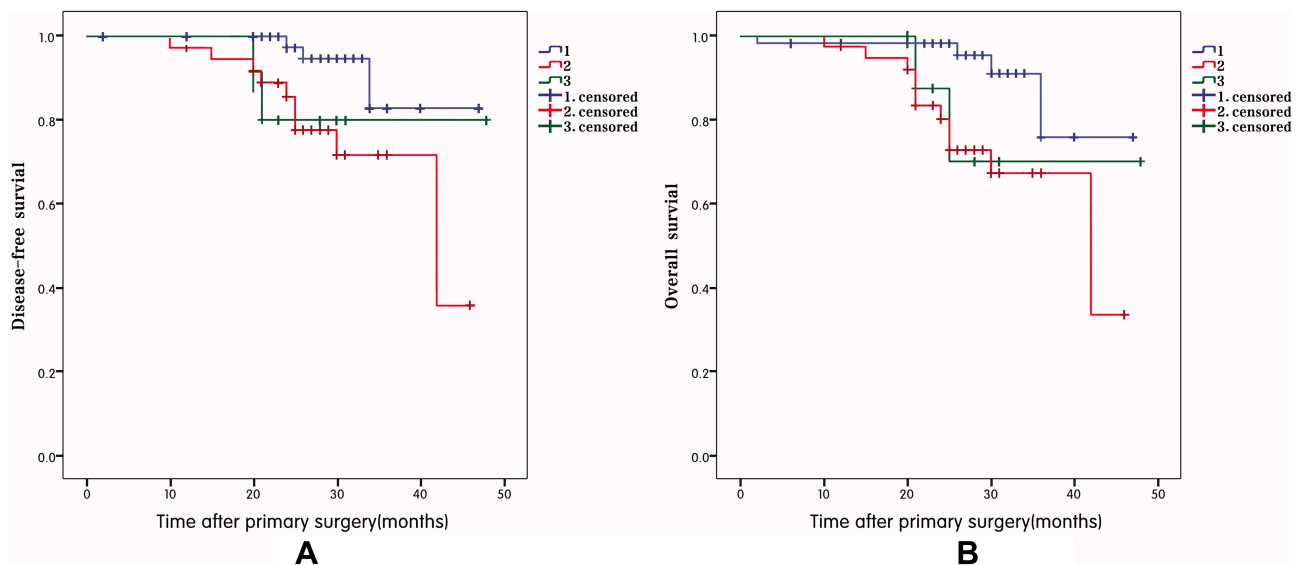 1.0
0.8
0.6
0.4
0.2
0.0
Disease-free survial
0 10 20 30 40 50
Time after primary surgery(months)
1
2
3
1. censored
2. censored
3. censored
A
1.0
0.8
0.6
0.4
0.2
0.0
Overall survial
0 10 20 30 40 50
Time after primary surgery(months)
1
2
3
1. censored
2. censored
3. censored
B